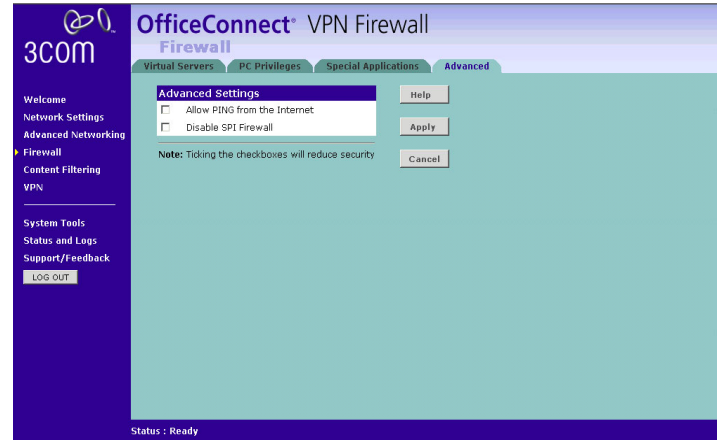 3COM
OfficeConnect® VPN Firewall
Firewall
Virtual Servers PC Privileges Special Applications Advanced
Welcome
Network Settings
Advanced Networking
Firewall
Content Filtering
VPN
System Tools
Status and Logs
Support/Feedback
LOG OUT
Advanced Settings
Allow PING from the Internet
Disable SPI Firewall
Note: Ticking the checkboxes will reduce security
Help
Apply
Cancel
Status : Ready